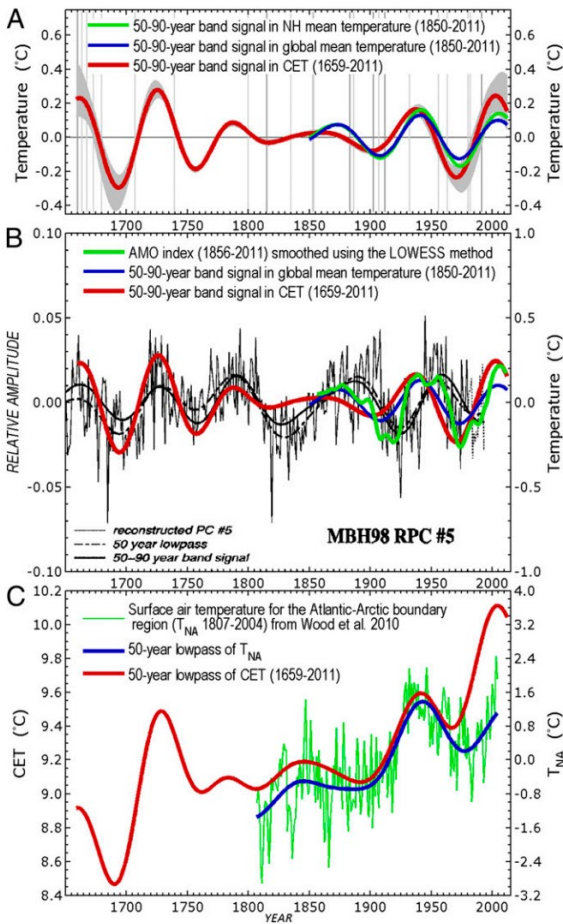 A
50-90-year band signal in NH mean temperature (1850-2011)
50-90-year band signal in global mean temperature (1850-2011)
50-90-year band signal in CET (1659-2011)
Temperature (°C)
0.6
0.4
0.2
0.0
-0.2
-0.4
0.6
0.4
0.2
0.0
-0.2
-0.4
Temperature (°C)
1700 1750 1800 1850 1900 1950 2000
B
AMO index (1856-2011) smoothed using the LOWESS method
50-90-year band signal in global mean temperature (1850-2011)
50-90-year band signal in CET (1659-2011)
RELATIVE AMPLITUDE
0.10
0.05
0.00
-0.05
-0.10
1.0
0.5
0.0
-0.5
-1.0
Temperature (°C)
reconstructed PC #5
50 year lowpass
50–90 year band signal
MBH98 RPC #5
1700 1750 1800 1850 1900 1950 2000
C
Surface air temperature for the Atlantic-Arctic boundary
region (TNA 1807-2004) from Wood et al. 2010
50-year lowpass of TNA
50-year lowpass of CET (1659-2011)
CET (°C)
10.2
10.0
9.8
9.6
9.4
9.2
9.0
8.8
8.6
8.4
4.0
3.2
2.4
1.6
0.8
-0.0
-0.8
-1.6
-2.4
-3.2
TNA (°C)
1700 1750 1800 1850 1900 1950 2000
YEAR